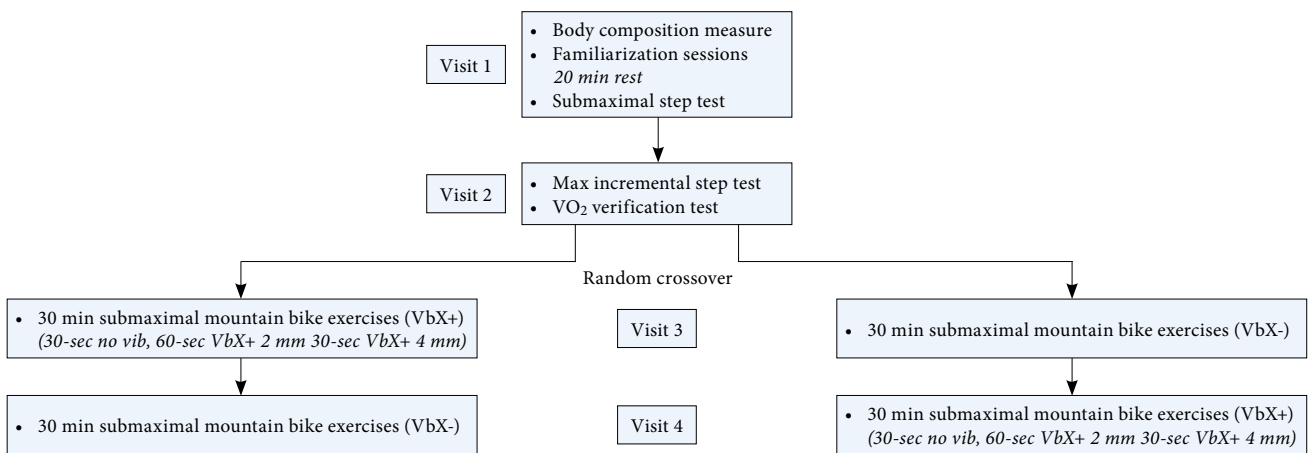 Visit 1
• Body composition measure
• Familiarization sessions
20 min rest
• Submaximal step test
Visit 2
• Max incremental step test
• VO₂ verification test
Random crossover
• 30 min submaximal mountain bike exercises (VbX+)
(30-sec no vib, 60-sec VbX+ 2 mm 30-sec VbX+ 4 mm)
Visit 3
• 30 min submaximal mountain bike exercises (VbX-)
• 30 min submaximal mountain bike exercises (VbX-)
Visit 4
• 30 min submaximal mountain bike exercises (VbX+)
(30-sec no vib, 60-sec VbX+ 2 mm 30-sec VbX+ 4 mm)